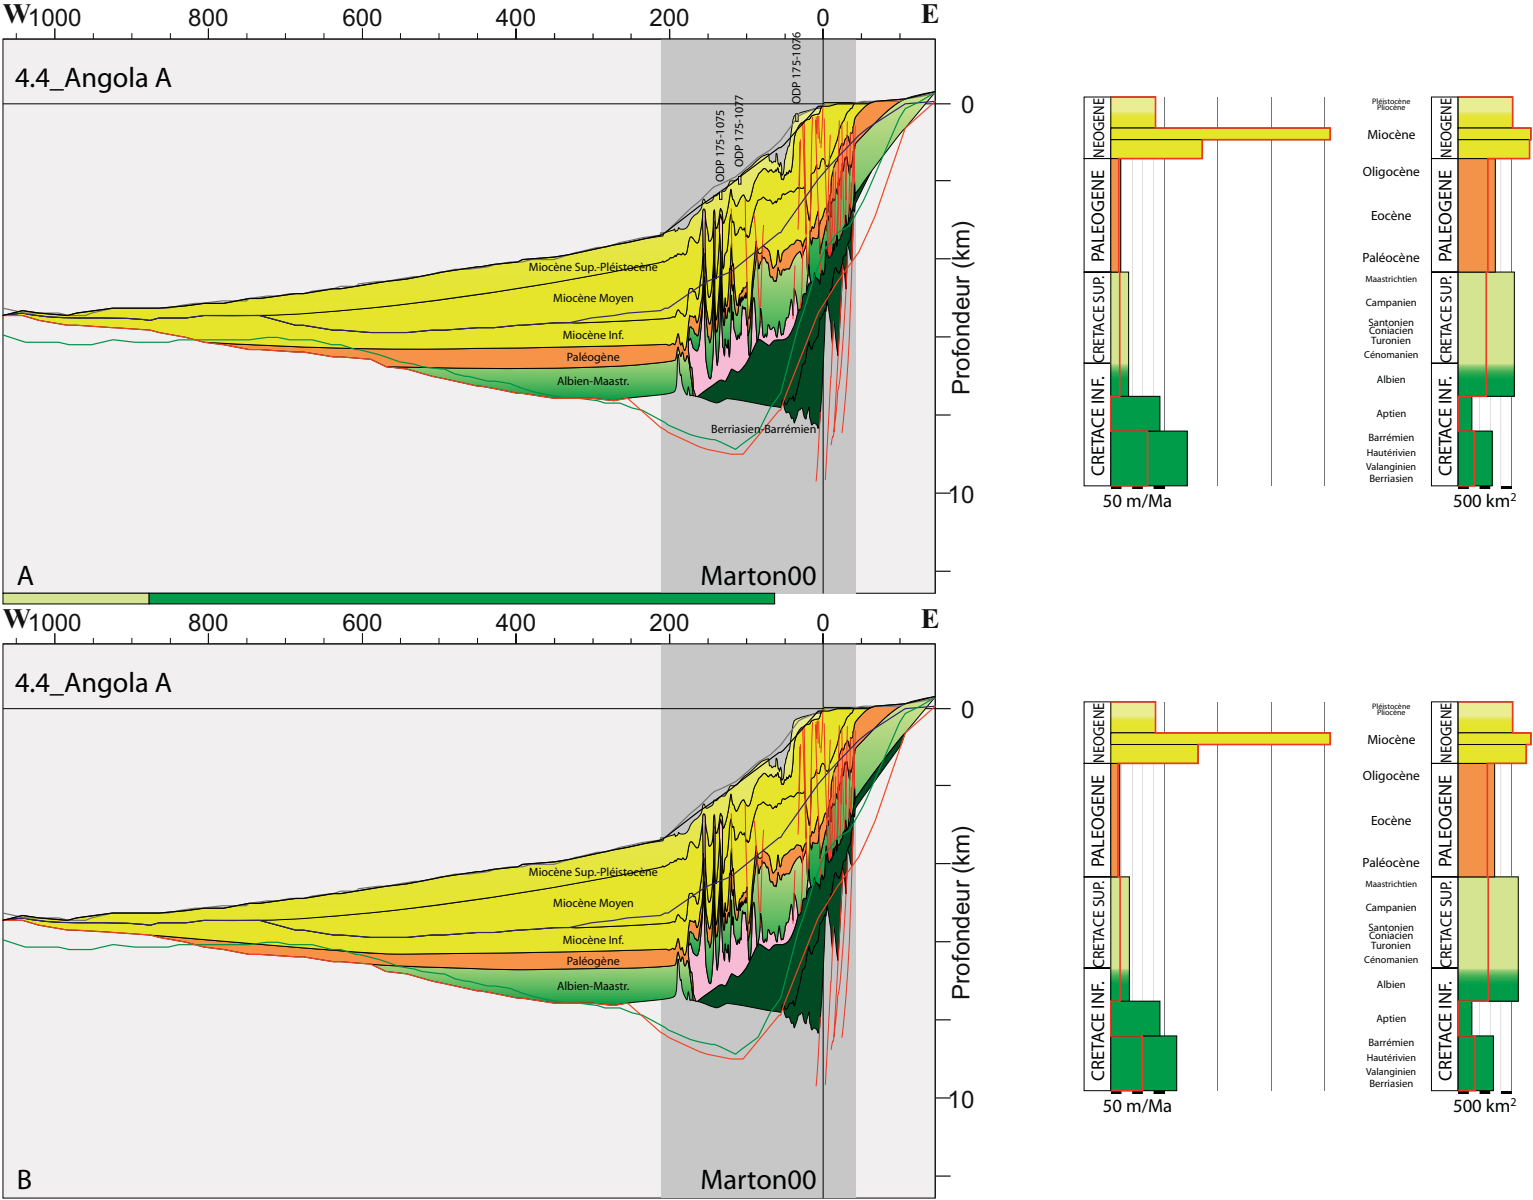 W 1000 800 600 400 200 0 E
4.4_Angola A
ODP 175-1075
ODP 175-1077
ODP 175-1076
0
Miocène Sup.-Pléistocène
Miocène Moyen
Miocène Inf.
Paléogène
Albien-Maastr.
Berriasien-Barrémien
10
Profondeur (km)
A
Marton00
NEOGENE
PALEOGENE
CRETACE SUP.
CRETACE INF.
50 m/Ma
Pléistocène
Pliocène
Miocène
Oligocène
Eocène
Paléocène
Maastrichtien
Campanien
Santonien
Coniacien
Turonien
Cénomanien
Albien
Aptien
Barrémien
Hautérivien
Valanginien
Berriasien
NEOGENE
PALEOGENE
CRETACE SUP.
CRETACE INF.
500 km²
W 1000 800 600 400 200 0 E
4.4_Angola A
0
Miocène Sup.-Pléistocène
Miocène Moyen
Miocène Inf.
Paléogène
Albien-Maastr.
10
Profondeur (km)
B
Marton00
NEOGENE
PALEOGENE
CRETACE SUP.
CRETACE INF.
50 m/Ma
Pléistocène
Pliocène
Miocène
Oligocène
Eocène
Paléocène
Maastrichtien
Campanien
Santonien
Coniacien
Turonien
Cénomanien
Albien
Aptien
Barrémien
Hautérivien
Valanginien
Berriasien
NEOGENE
PALEOGENE
CRETACE SUP.
CRETACE INF.
500 km²